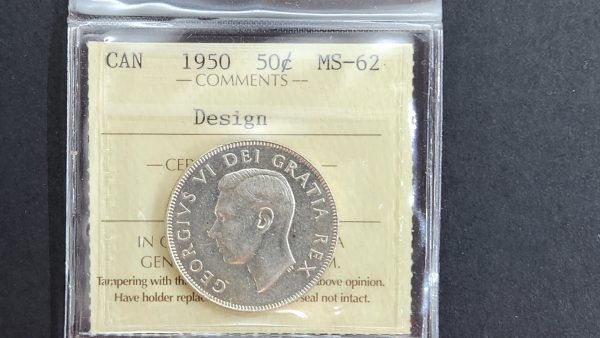 CAN 1950 50¢ MS-62
— COMMENTS —
Design
— CER
GEORGIVS VI DEI GRATIA REX
IN A
GEN M.
Tampering with th bove opinion.
Have holder replac seal not intact.